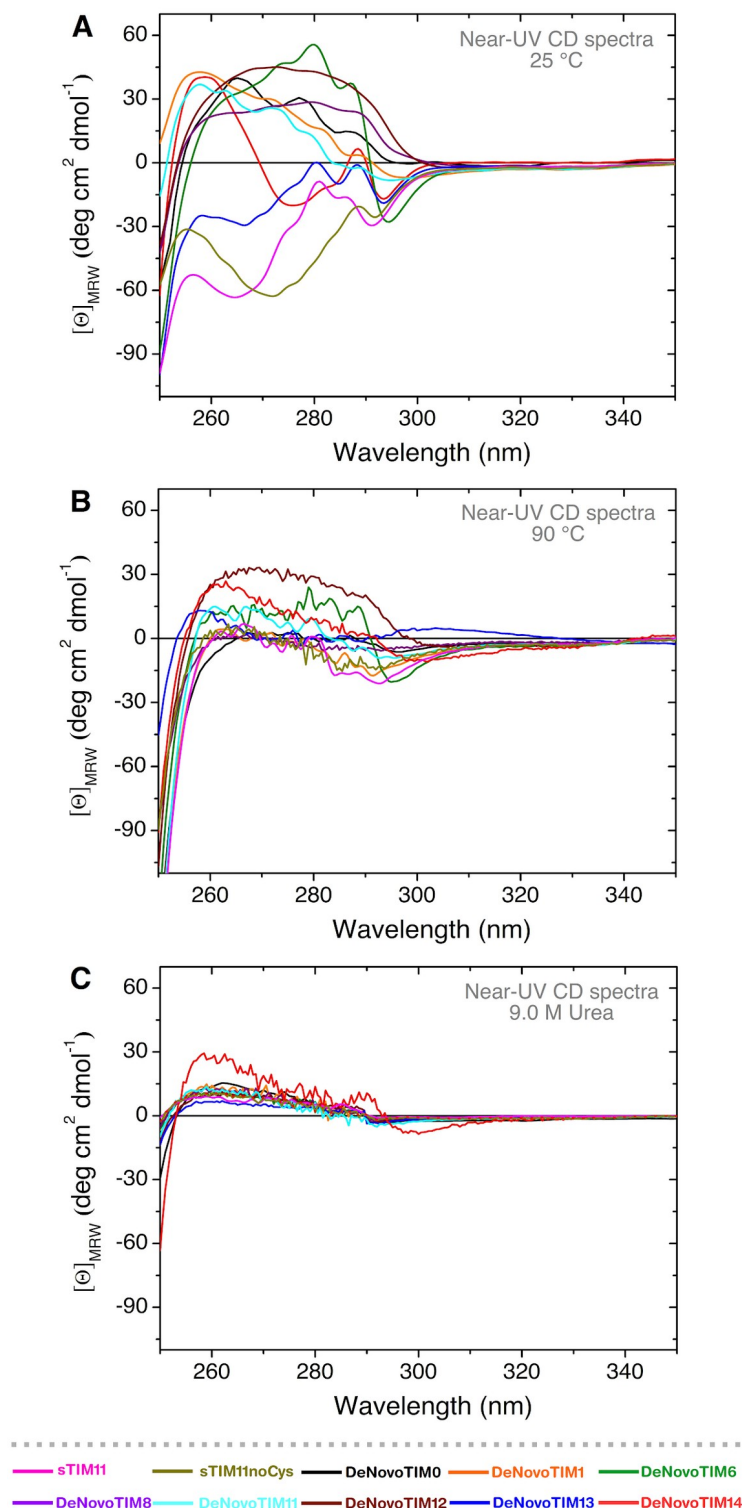 A
Near-UV CD spectra
25 °C
60
30
0
-30
-60
-90
[Θ]MRW (deg cm² dmol⁻¹)
260 280 300 320 340
Wavelength (nm)
B
Near-UV CD spectra
90 °C
60
30
0
-30
-60
-90
[Θ]MRW (deg cm² dmol⁻¹)
260 280 300 320 340
Wavelength (nm)
C
Near-UV CD spectra
9.0 M Urea
60
30
0
-30
-60
-90
[Θ]MRW (deg cm² dmol⁻¹)
260 280 300 320 340
Wavelength (nm)
sTIM11 sTIM11noCys DeNovoTIM0 DeNovoTIM1 DeNovoTIM6
DeNovoTIM8 DeNovoTIM11 DeNovoTIM12 DeNovoTIM13 DeNovoTIM14